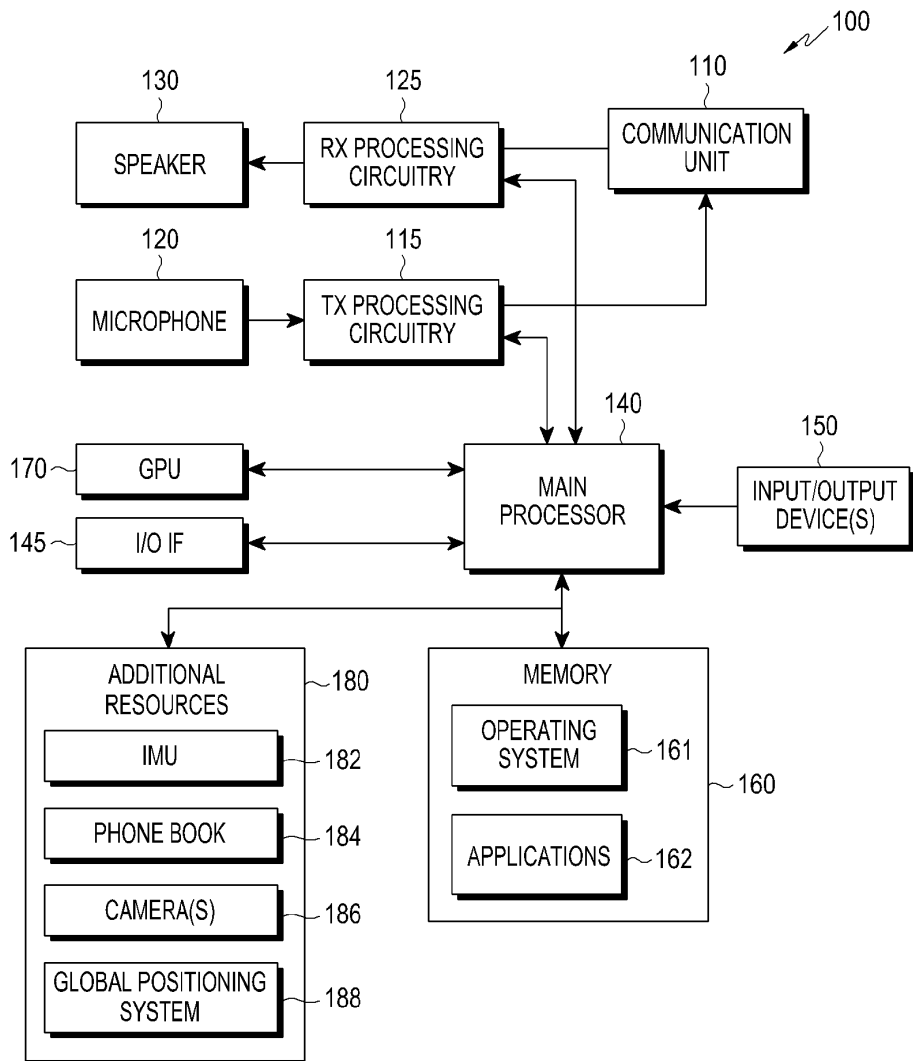 100
130
125
110
SPEAKER
RX PROCESSING
CIRCUITRY
COMMUNICATION
UNIT
120
115
MICROPHONE
TX PROCESSING
CIRCUITRY
140
150
170
GPU
MAIN
PROCESSOR
INPUT/OUTPUT
DEVICE(S)
145
I/O IF
ADDITIONAL
RESOURCES
180
IMU
182
PHONE BOOK
184
CAMERA(S)
186
GLOBAL POSITIONING
SYSTEM
188
MEMORY
OPERATING
SYSTEM
161
160
APPLICATIONS
162